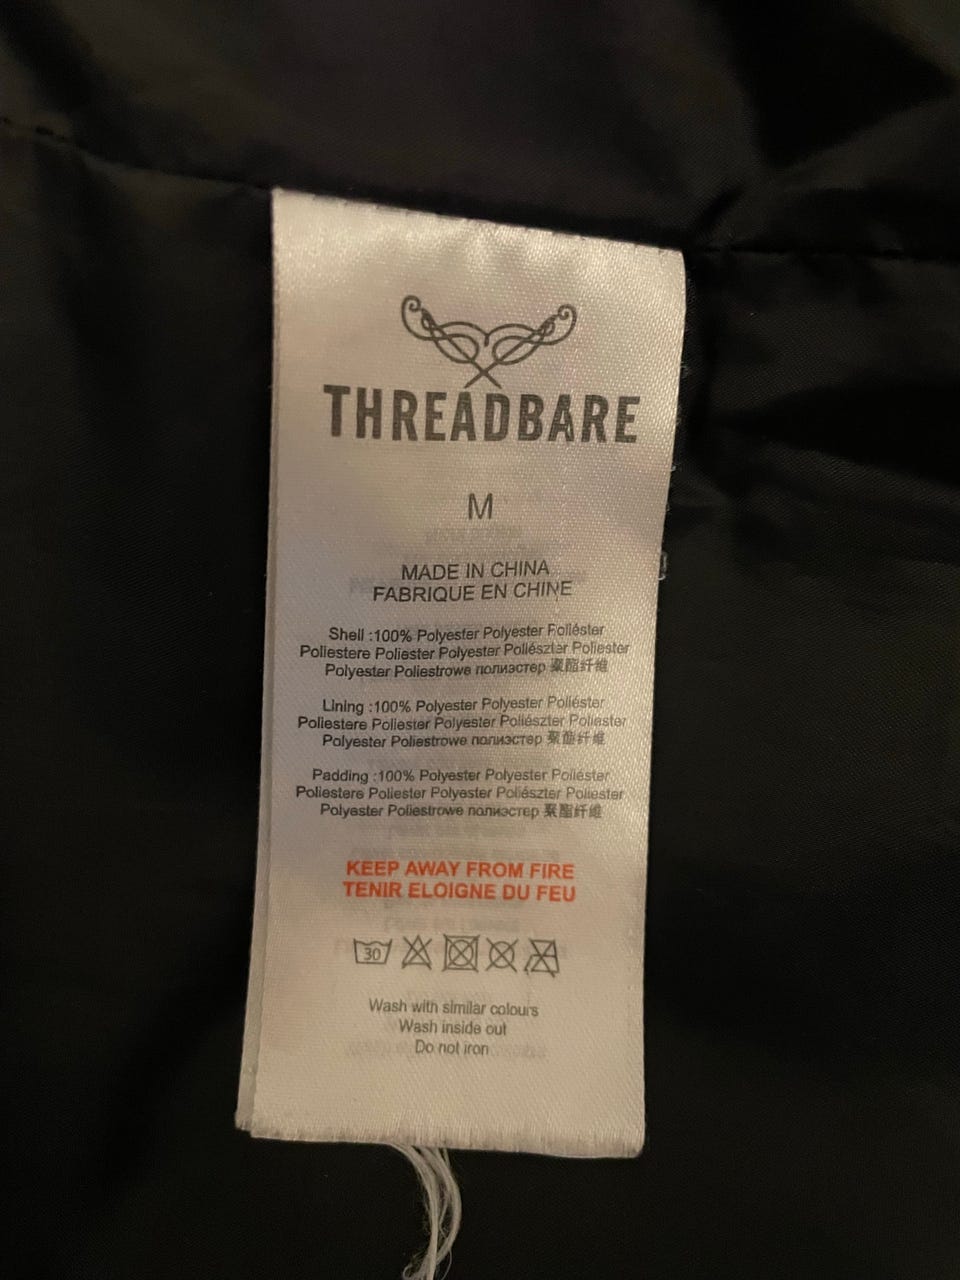 THREADBARE
M
MADE IN CHINA
FABRIQUE EN CHINE
Shell :100% Polyester Polyester Poliéster
Poliestere Poliester Polyester Poliészter Poliester
Polyester Poliestrowe полиэстер 聚酯纤维
Lining :100% Polyester Polyester Poliéster
Poliestere Poliester Polyester Poliészter Poliester
Polyester Poliestrowe полиэстер 聚酯纤维
Padding :100% Polyester Polyester Poliéster
Poliestere Poliester Polyester Poliészter Poliester
Polyester Poliestrowe полиэстер 聚酯纤维
KEEP AWAY FROM FIRE
TENIR ELOIGNE DU FEU
30
Wash with similar colours
Wash inside out
Do not iron